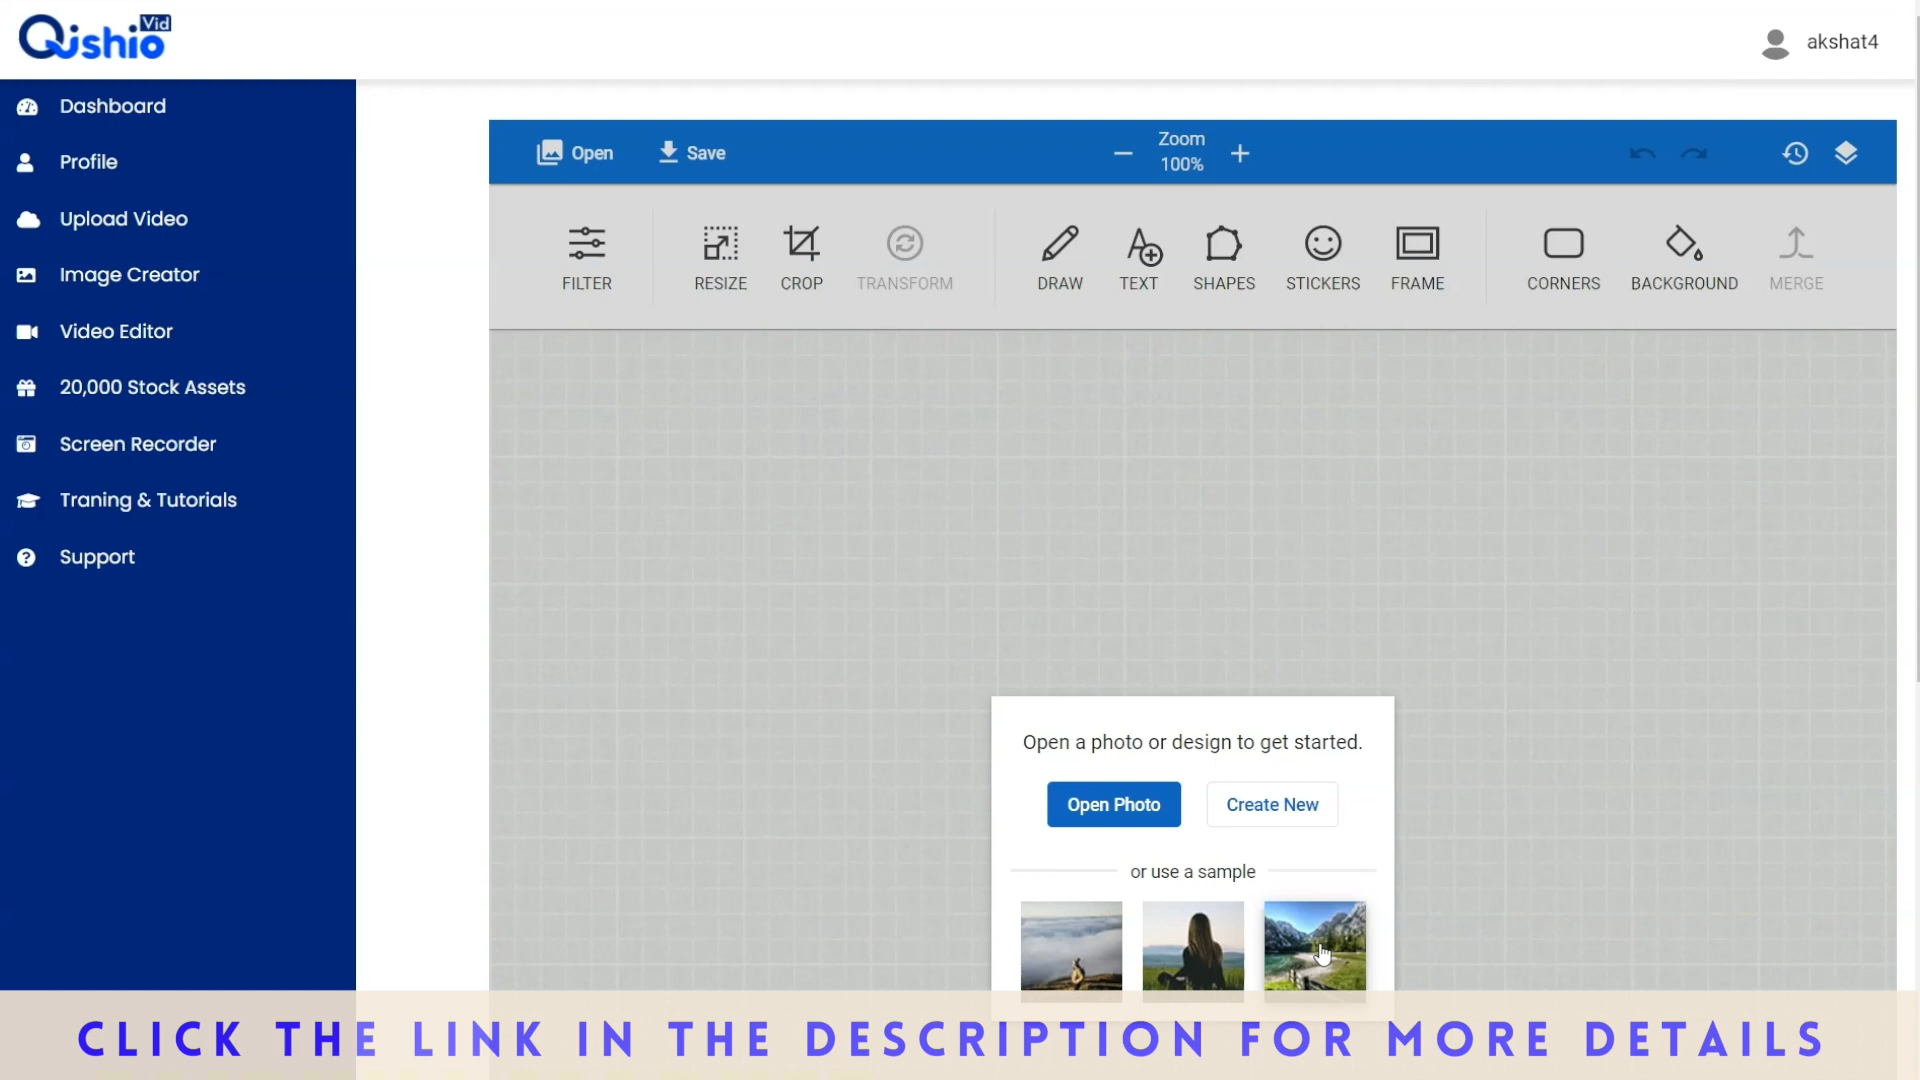 Qishio Vid
akshat4
Dashboard
Profile
Upload Video
Image Creator
Video Editor
20,000 Stock Assets
Screen Recorder
Traning & Tutorials
Support
Open
Save
Zoom
100%
FILTER
RESIZE
CROP
TRANSFORM
DRAW
TEXT
SHAPES
STICKERS
FRAME
CORNERS
BACKGROUND
MERGE
Open a photo or design to get started.
Open Photo
Create New
or use a sample
CLICK THE LINK IN THE DESCRIPTION FOR MORE DETAILS